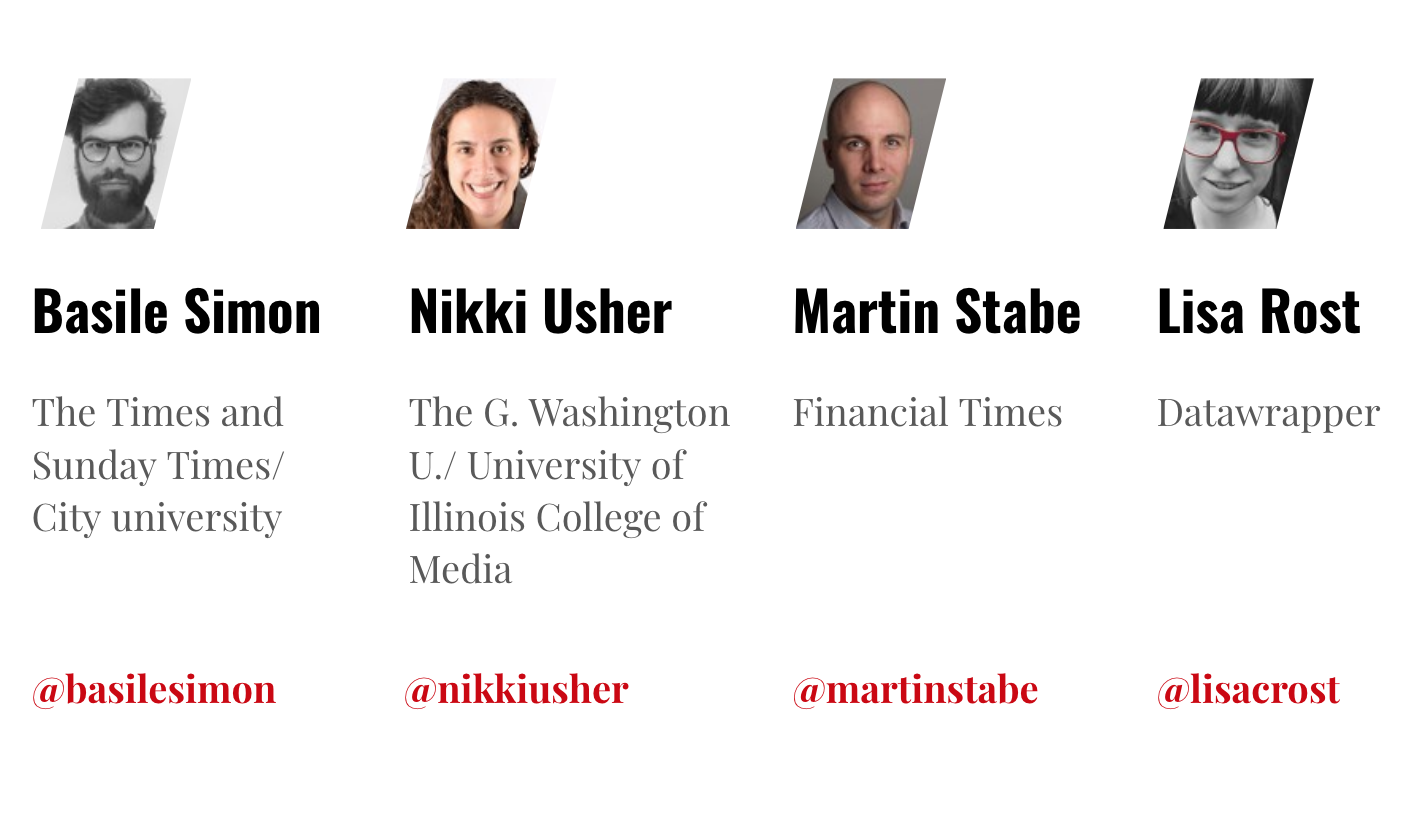 Basile Simon
The Times and
Sunday Times/
City university
@basilesimon
Nikki Usher
The G. Washington
U./ University of
Illinois College of
Media
@nikkiusher
Martin Stabe
Financial Times
@martinstabe
Lisa Rost
Datawrapper
@lisacrost